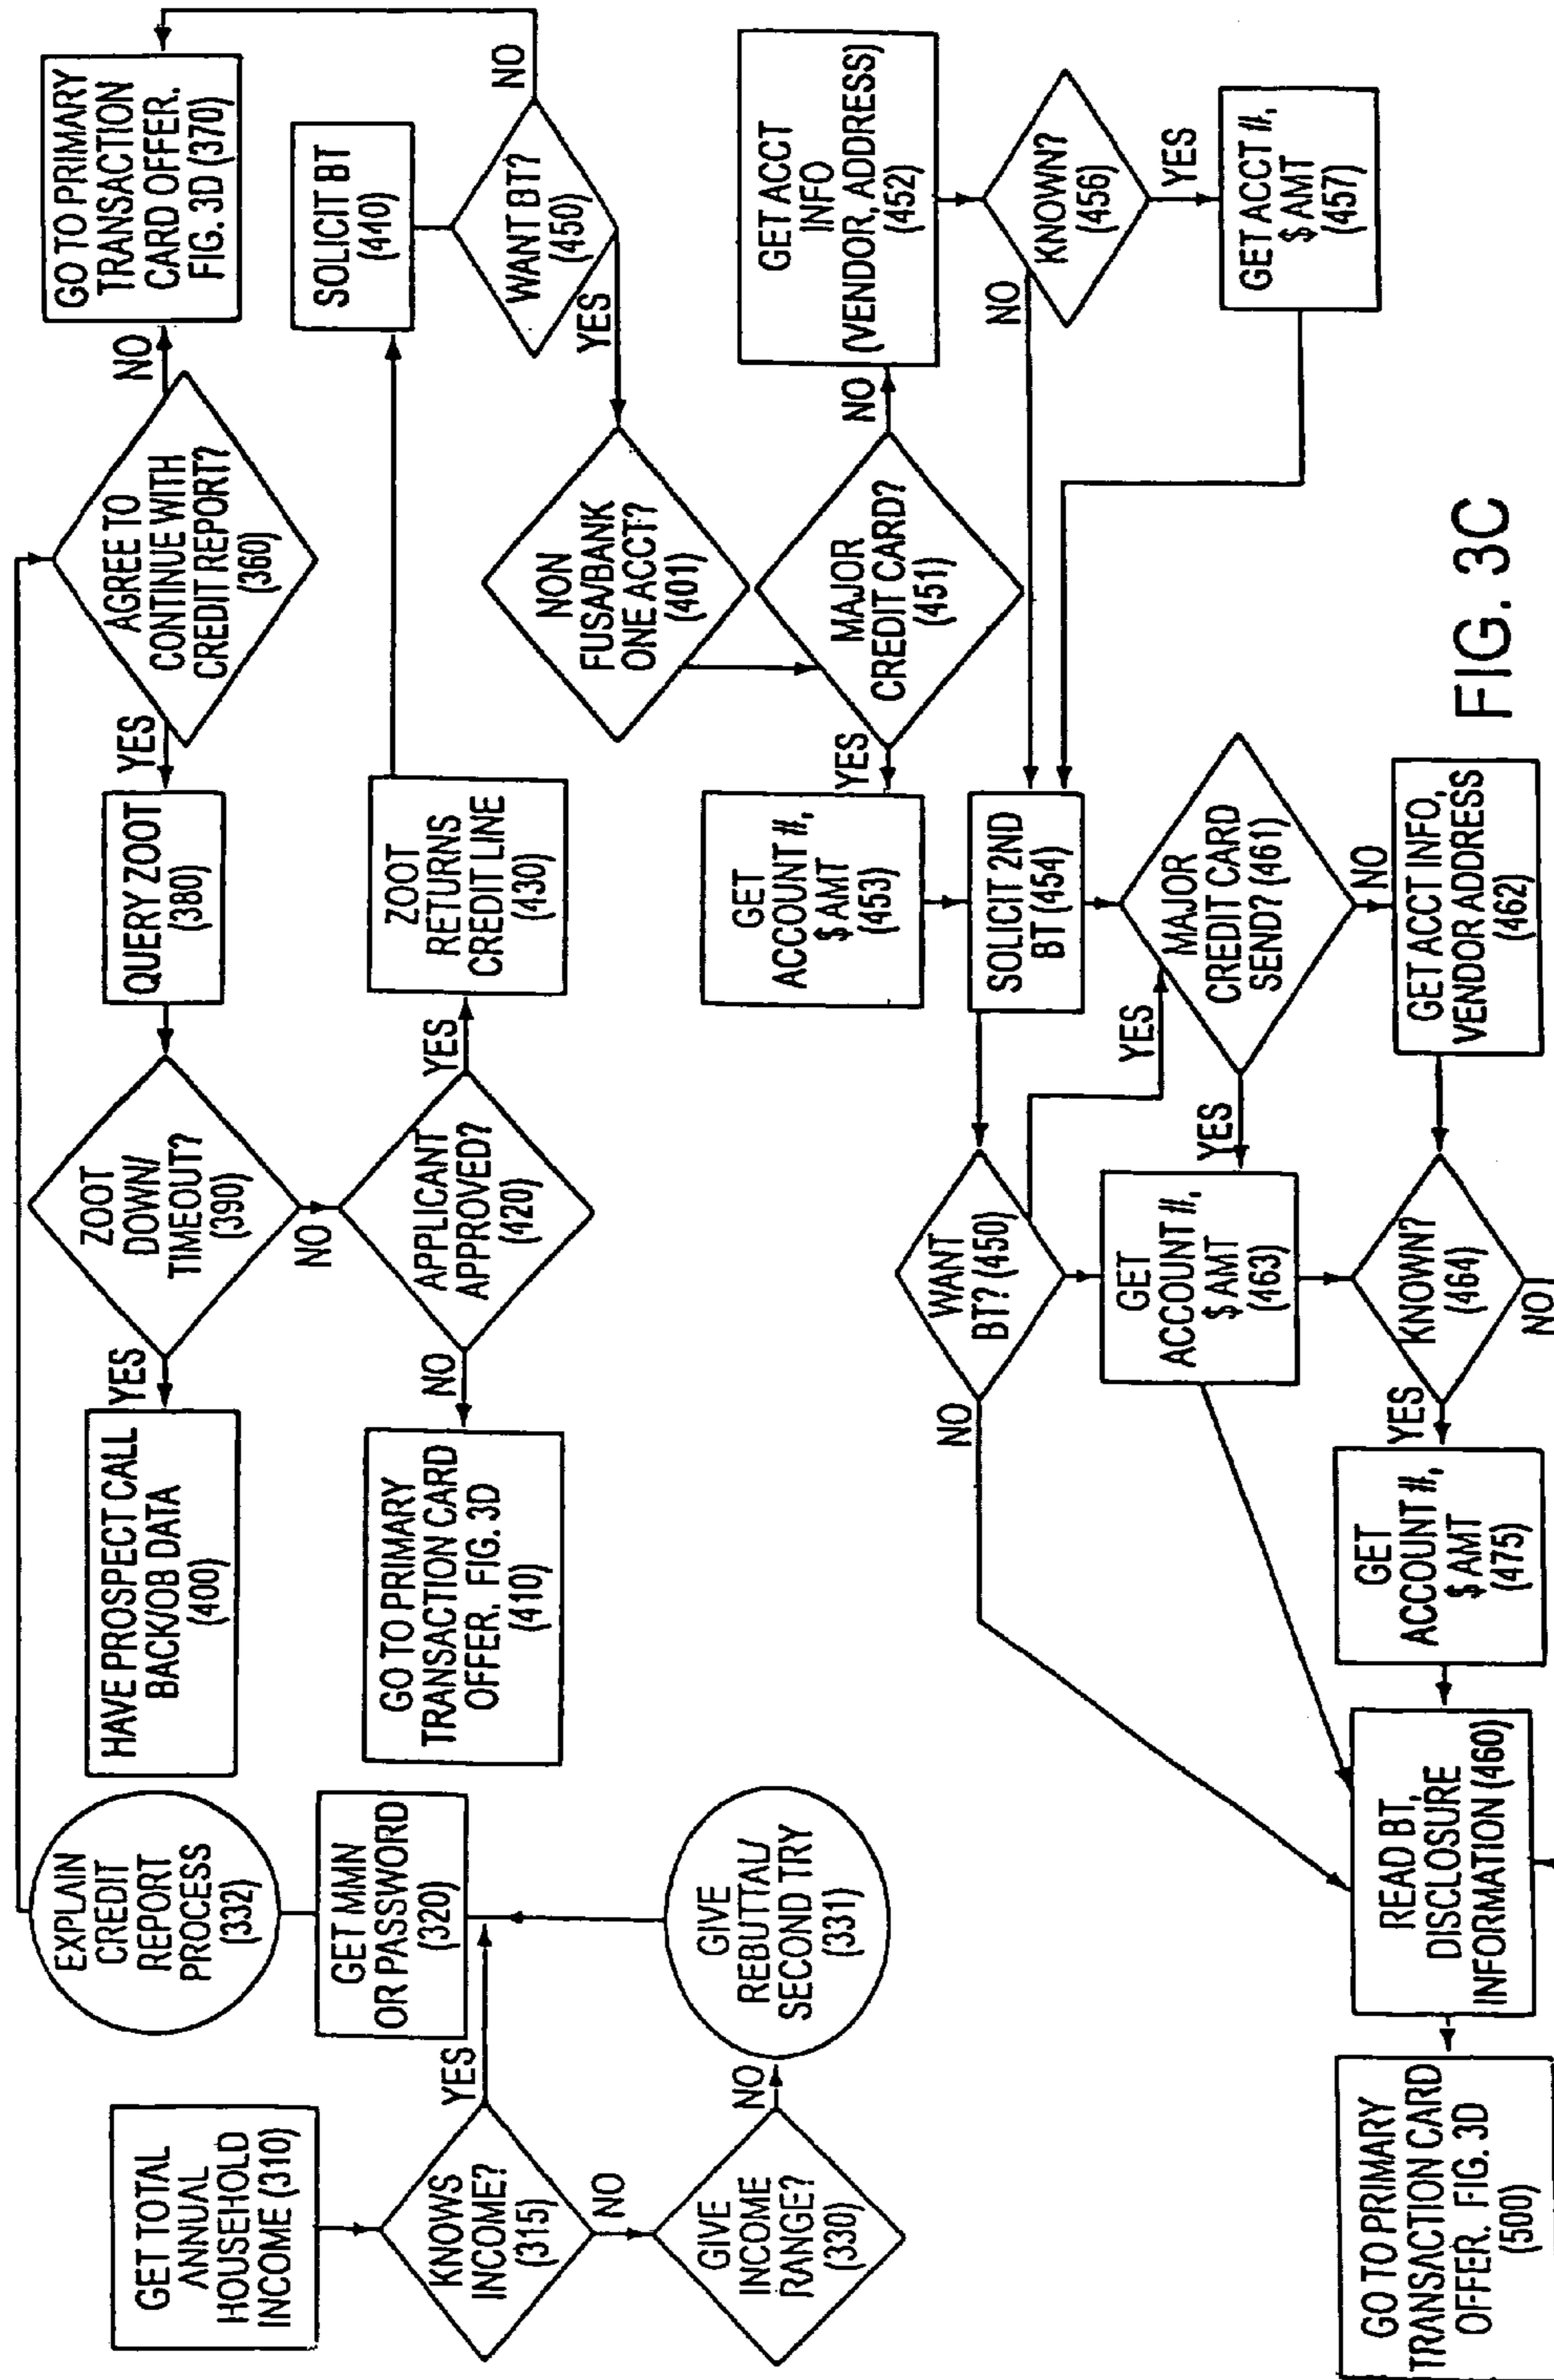 GET TOTAL
ANNUAL
HOUSEHOLD
INCOME (310)
KNOWS
INCOME?
(315)
YES
NO
GIVE
INCOME
RANGE?
(330)
NO
GIVE
REBUTTAL/
SECOND TRY
(331)
GET MMN
OR PASSWORD
(320)
EXPLAIN
CREDIT
REPORT
PROCESS
(332)
AGREE TO
CONTINUE WITH
CREDIT REPORT?
(360)
NO
GO TO PRIMARY
TRANSACTION
CARD OFFER.
FIG. 3D (370)
YES
QUERY ZOOT
(380)
ZOOT
DOWN/
TIMEOUT?
(390)
YES
HAVE PROSPECT CALL
BACK/OB DATA
(400)
NO
APPLICANT
APPROVED?
(420)
NO
GO TO PRIMARY
TRANSACTION CARD
OFFER. FIG. 3D
(410)
YES
ZOOT
RETURNS
CREDIT LINE
(430)
SOLICIT BT
(410)
WANT BT?
(450)
NO
YES
NON
FUSA/BANK
ONE ACCT?
(401)
MAJOR
CREDIT CARD?
(451)
NO
GET ACCT
INFO
(VENDOR, ADDRESS)
(452)
KNOWN?
(456)
NO
YES
GET ACCT #,
$ AMT
(457)
YES
GET
ACCOUNT #,
$ AMT
(453)
SOLICIT 2ND
BT (454)
WANT
BT? (450)
NO
YES
MAJOR
CREDIT CARD
SEND? (461)
YES
GET
ACCOUNT #,
$ AMT
(463)
NO
GET ACCT INFO,
VENDOR ADDRESS
(462)
KNOWN?
(464)
NO
YES
GET
ACCOUNT #,
$ AMT
(475)
READ BT,
DISCLOSURE
INFORMATION (460)
GO TO PRIMARY
TRANSACTION CARD
OFFER. FIG. 3D
(500)
FIG. 3C